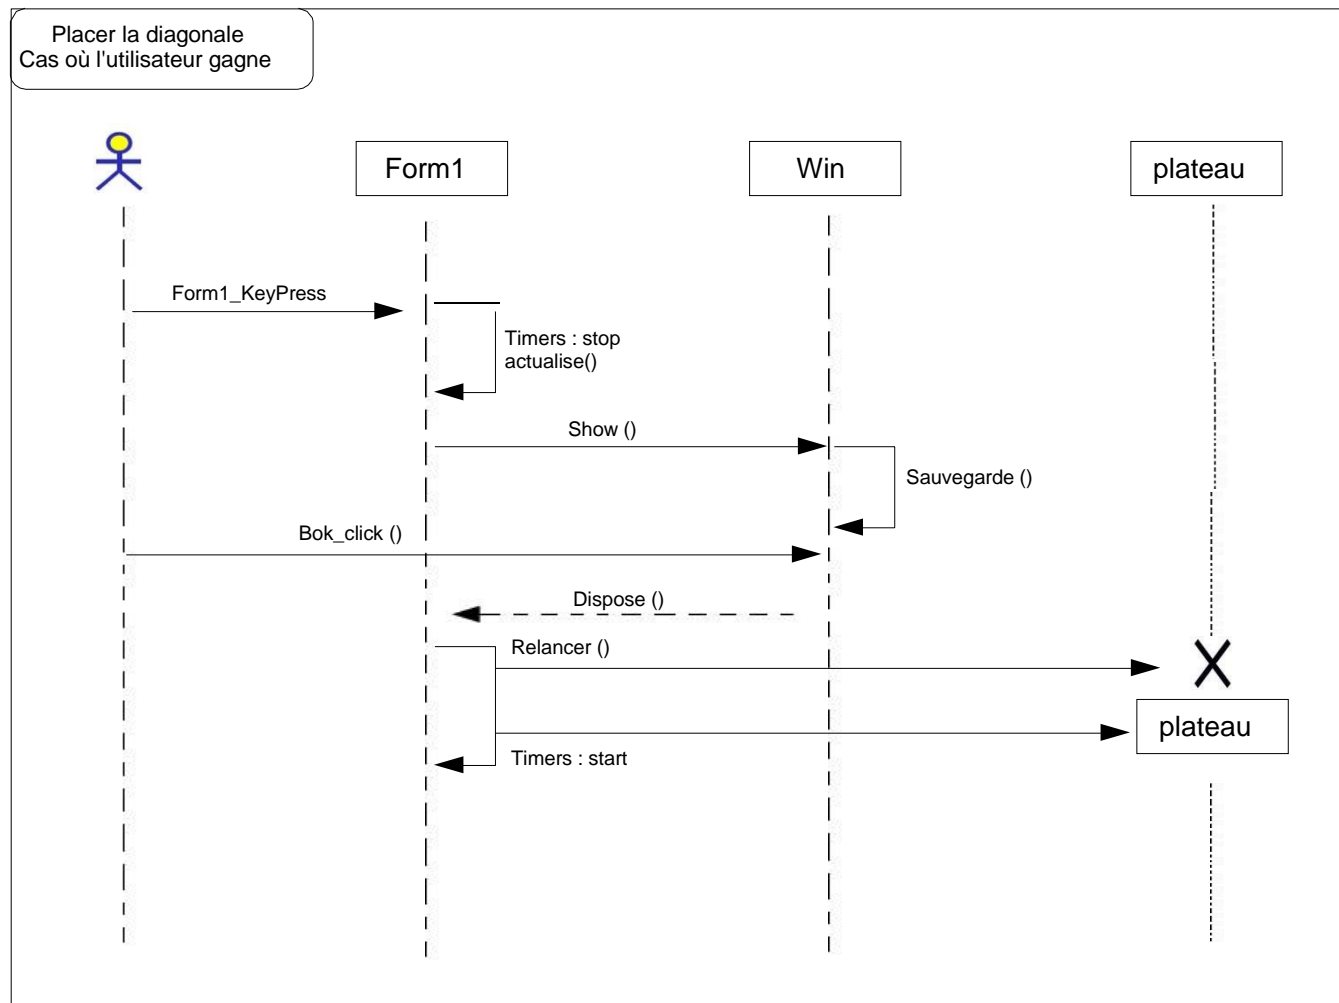 Placer la diagonale
Cas où l'utilisateur gagne
Form1
Win
plateau
Form1_KeyPress
Timers : stop
actualise()
Show ()
Sauvegarde ()
Bok_click ()
Dispose ()
Relancer ()
plateau
Timers : start